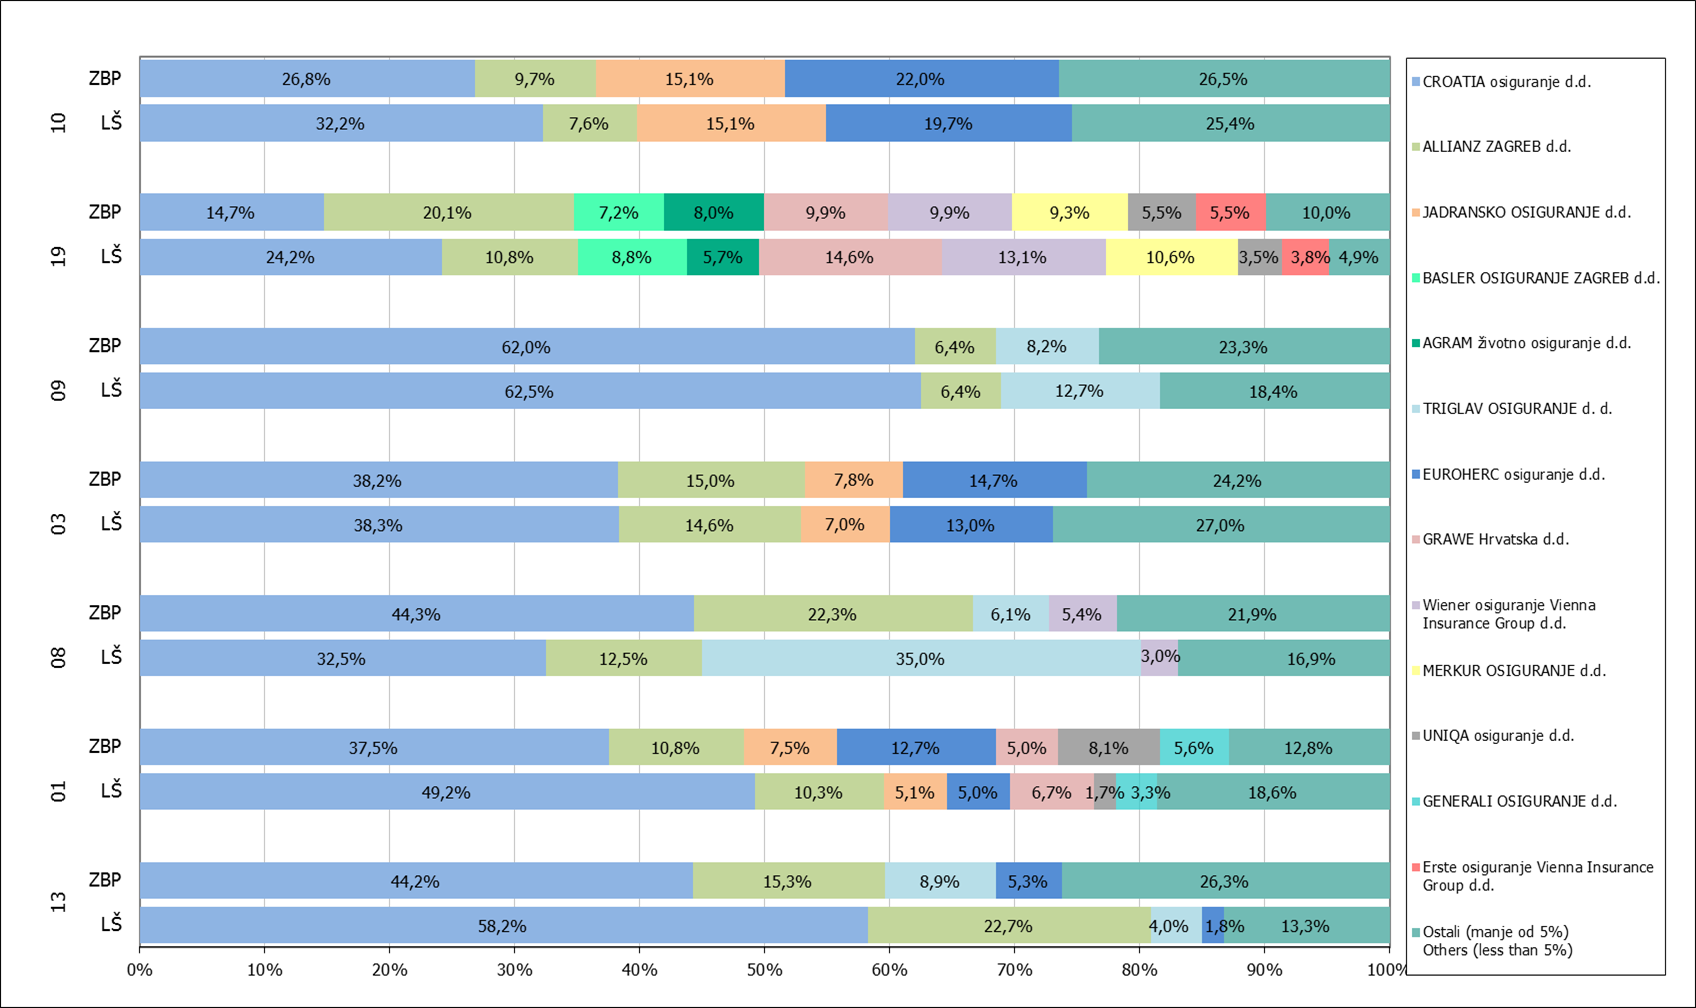 ZBP 26,8% 9,7% 15,1% 22,0% 26,5%
10
LŠ 32,2% 7,6% 15,1% 19,7% 25,4%
ZBP 14,7% 20,1% 7,2% 8,0% 9,9% 9,9% 9,3% 5,5% 5,5% 10,0%
19
LŠ 24,2% 10,8% 8,8% 5,7% 14,6% 13,1% 10,6% 3,5% 3,8% 4,9%
ZBP 62,0% 6,4% 8,2% 23,3%
09
LŠ 62,5% 6,4% 12,7% 18,4%
ZBP 38,2% 15,0% 7,8% 14,7% 24,2%
03
LŠ 38,3% 14,6% 7,0% 13,0% 27,0%
ZBP 44,3% 22,3% 6,1% 5,4% 21,9%
08
LŠ 32,5% 12,5% 35,0% 3,0% 16,9%
ZBP 37,5% 10,8% 7,5% 12,7% 5,0% 8,1% 5,6% 12,8%
01
LŠ 49,2% 10,3% 5,1% 5,0% 6,7% 1,7% 3,3% 18,6%
ZBP 44,2% 15,3% 8,9% 5,3% 26,3%
13
LŠ 58,2% 22,7% 4,0% 1,8% 13,3%
0% 10% 20% 30% 40% 50% 60% 70% 80% 90% 100%
CROATIA osiguranje d.d.
ALLIANZ ZAGREB d.d.
JADRANSKO OSIGURANJE d.d.
BASLER OSIGURANJE ZAGREB d.d.
AGRAM životno osiguranje d.d.
TRIGLAV OSIGURANJE d. d.
EUROHERC osiguranje d.d.
GRAWE Hrvatska d.d.
Wiener osiguranje Vienna
Insurance Group d.d.
MERKUR OSIGURANJE d.d.
UNIQA osiguranje d.d.
GENERALI OSIGURANJE d.d.
Erste osiguranje Vienna Insurance
Group d.d.
Ostali (manje od 5%)
Others (less than 5%)